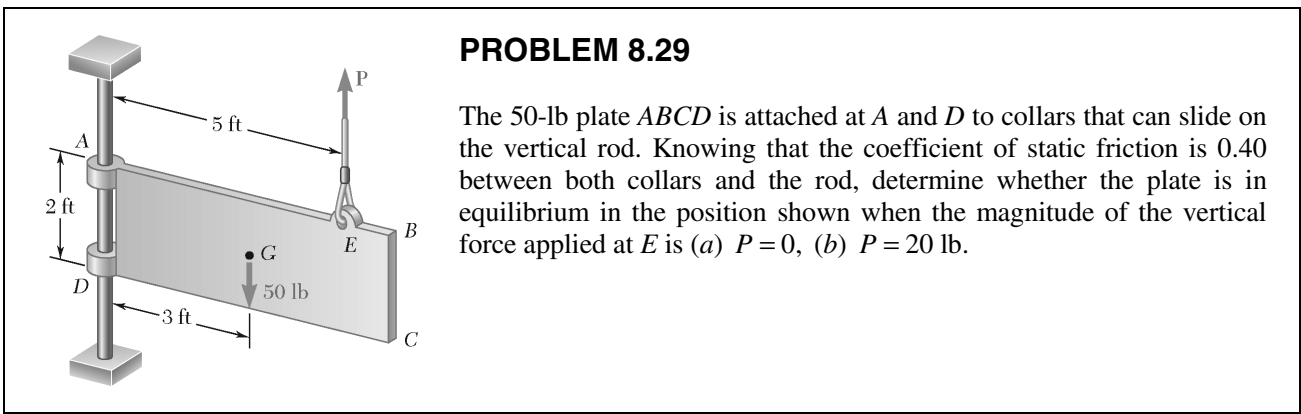 PROBLEM 8.29
The 50-lb plate ABCD is attached at A and D to collars that can slide on
the vertical rod. Knowing that the coefficient of static friction is 0.40
between both collars and the rod, determine whether the plate is in
equilibrium in the position shown when the magnitude of the vertical
force applied at E is (a) P = 0, (b) P = 20 lb.
P
5 ft
A
2 ft
B
E
G
D
50 lb
3 ft
C